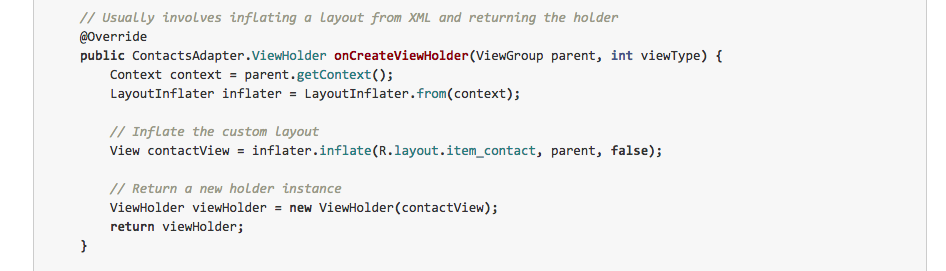 // Usually involves inflating a layout from XML and returning the holder
@Override
public ContactsAdapter.ViewHolder onCreateViewHolder(ViewGroup parent, int viewType) {
    Context context = parent.getContext();
    LayoutInflater inflater = LayoutInflater.from(context);

    // Inflate the custom layout
    View contactView = inflater.inflate(R.layout.item_contact, parent, false);

    // Return a new holder instance
    ViewHolder viewHolder = new ViewHolder(contactView);
    return viewHolder;
}